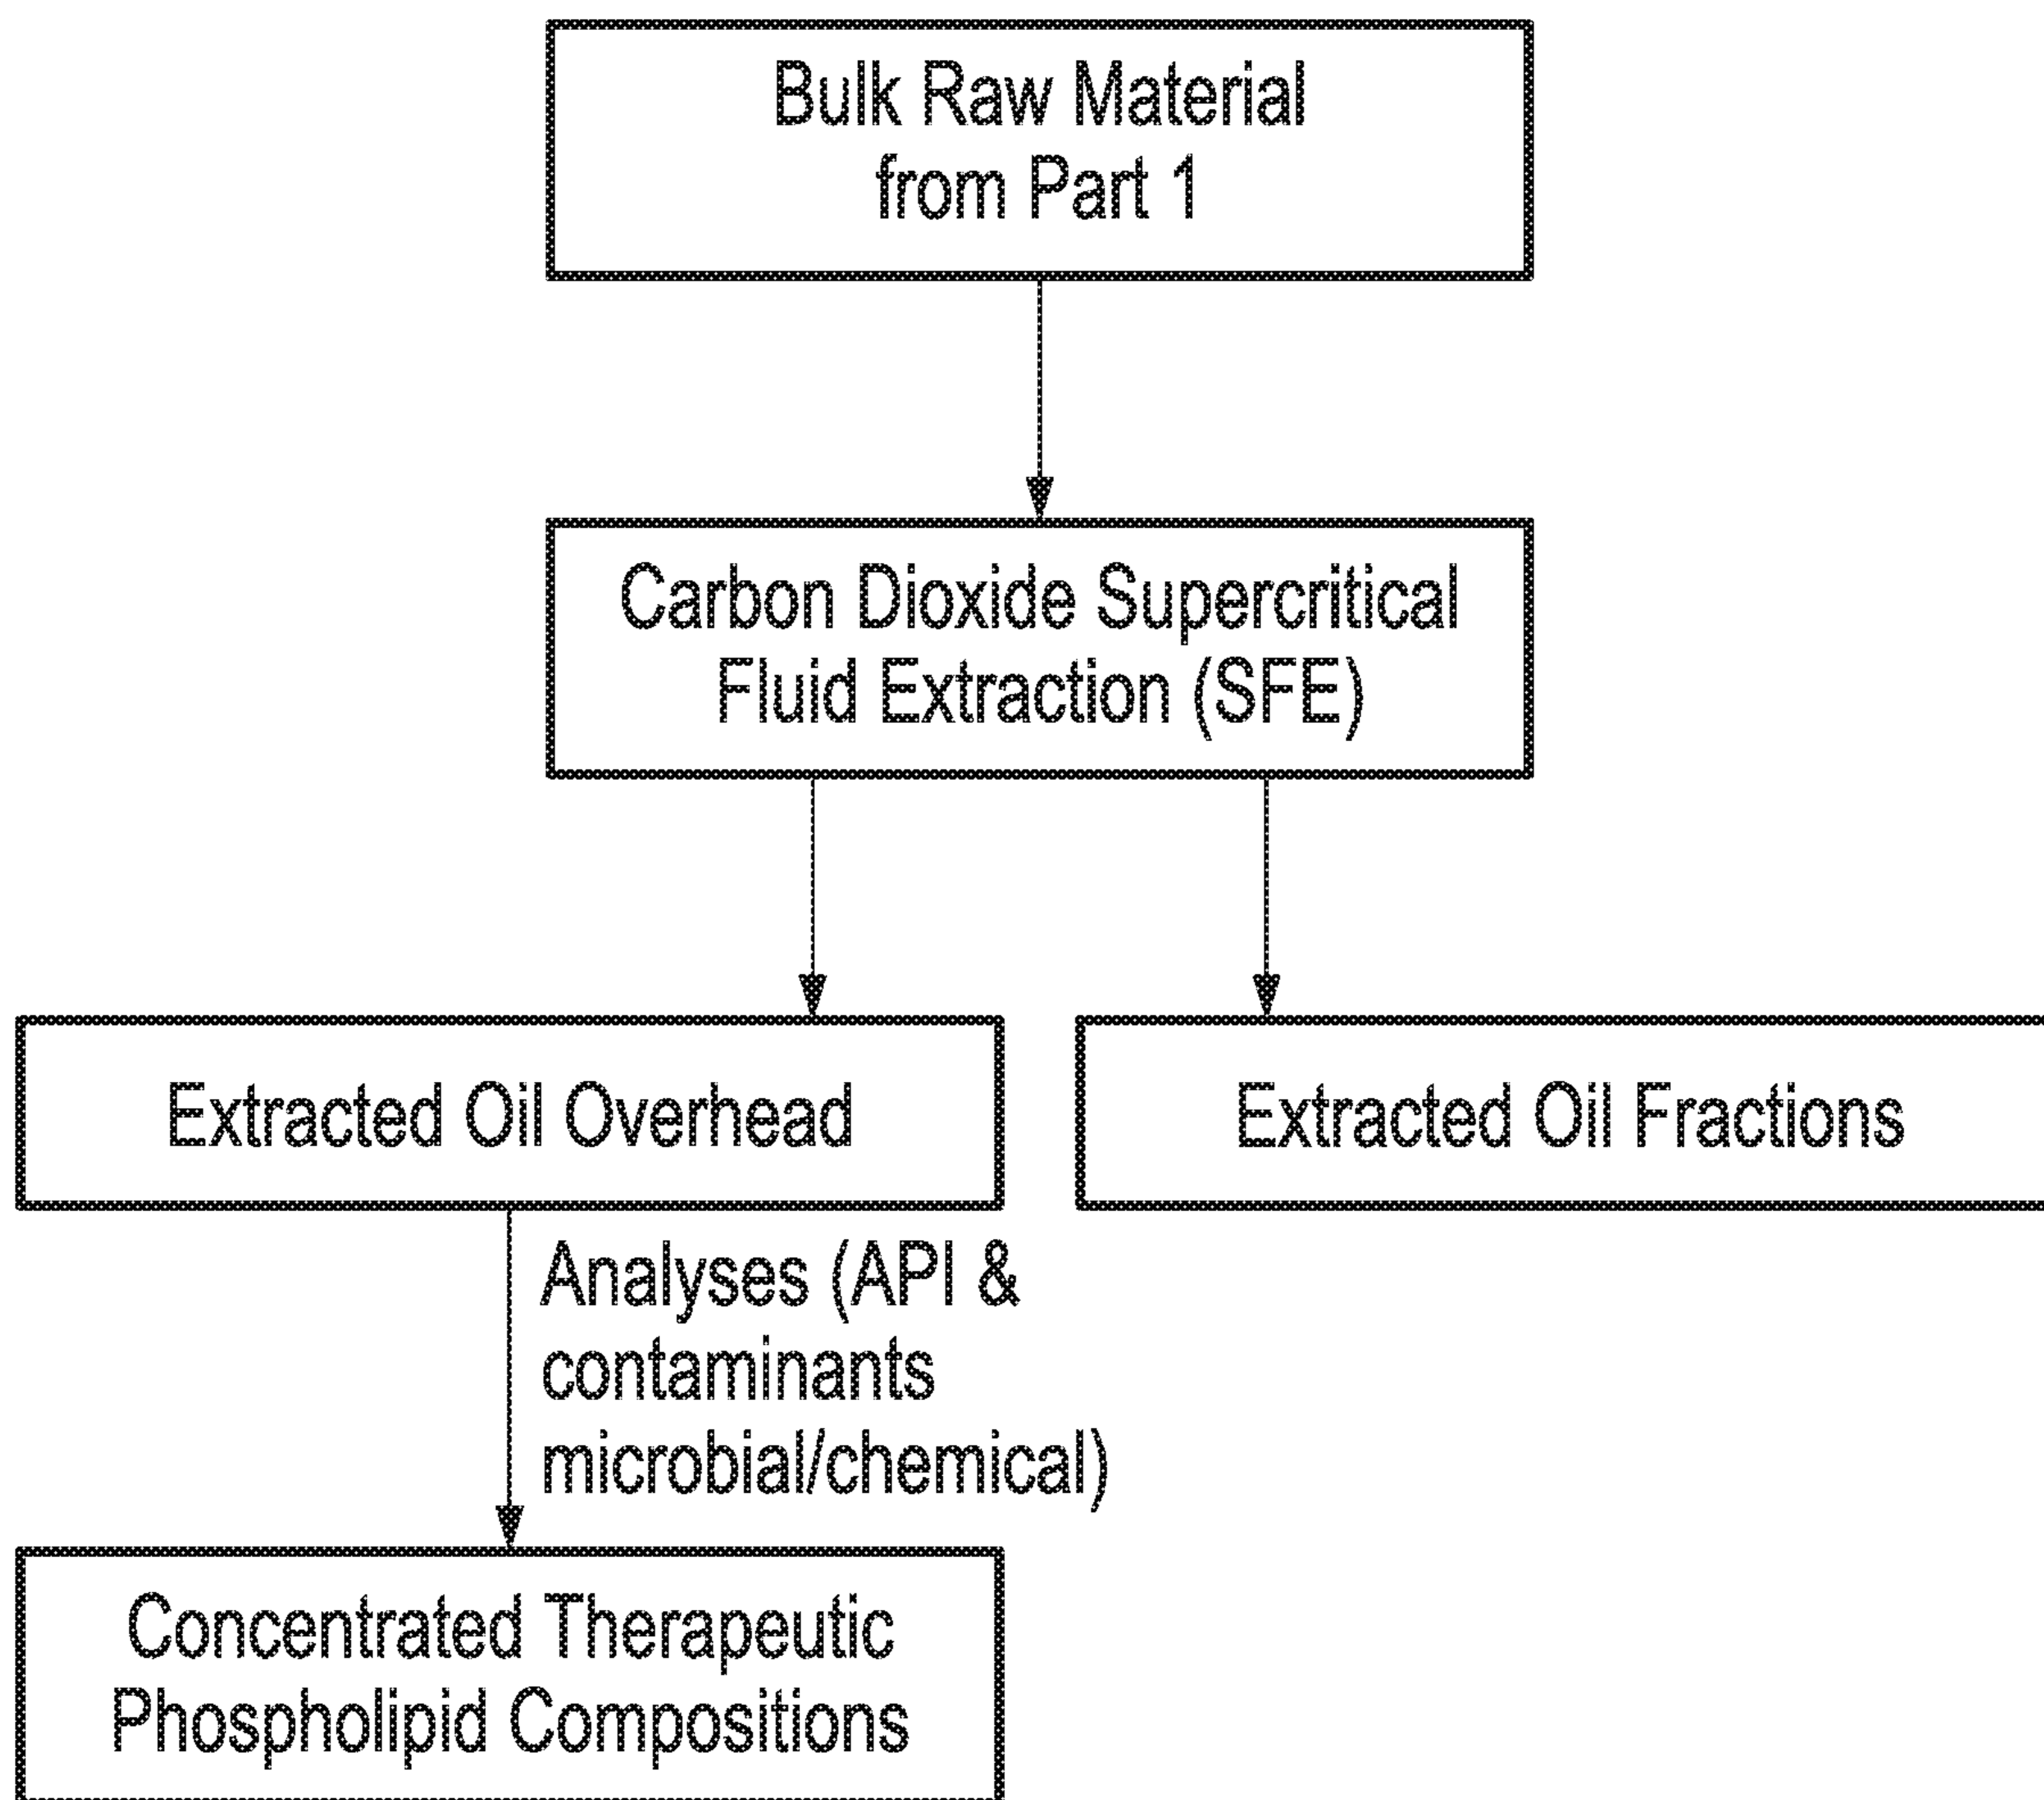 Bulk Raw Material
from Part 1
Carbon Dioxide Supercritical
Fluid Extraction (SFE)
Extracted Oil Overhead
Extracted Oil Fractions
Analyses (API &
contaminants
microbial/chemical)
Concentrated Therapeutic
Phospholipid Compositions